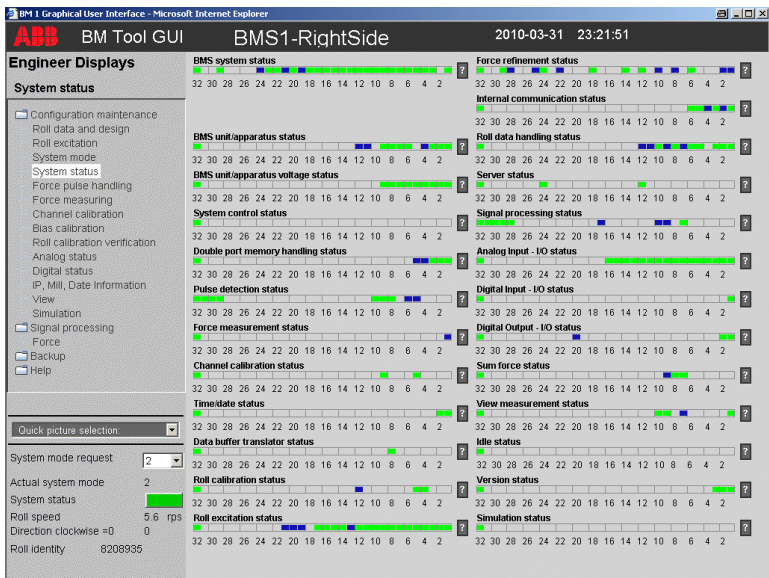 BM 1 Graphical User Interface - Microsoft Internet Explorer
ABB
BM Tool GUI
BMS1-RightSide
2010-03-31 23:21:51
Engineer Displays
System status
Configuration maintenance
Roll data and design
Roll excitation
System mode
System status
Force pulse handling
Force measuring
Channel calibration
Bias calibration
Roll calibration verification
Analog status
Digital status
IP, Mill, Date Information
View
Simulation
Signal processing
Force
Backup
Help
Quick picture selection:
System mode request 2
Actual system mode 2
System status
Roll speed 5.6 rps
Direction clockwise =0 0
Roll identity 8208935
BMS system status
?
32 30 28 26 24 22 20 18 16 14 12 10 8 6 4 2
BMS unit/apparatus status
?
32 30 28 26 24 22 20 18 16 14 12 10 8 6 4 2
BMS unit/apparatus voltage status
?
32 30 28 26 24 22 20 18 16 14 12 10 8 6 4 2
System control status
?
32 30 28 26 24 22 20 18 16 14 12 10 8 6 4 2
Double port memory handling status
?
32 30 28 26 24 22 20 18 16 14 12 10 8 6 4 2
Pulse detection status
?
32 30 28 26 24 22 20 18 16 14 12 10 8 6 4 2
Force measurement status
?
32 30 28 26 24 22 20 18 16 14 12 10 8 6 4 2
Channel calibration status
?
32 30 28 26 24 22 20 18 16 14 12 10 8 6 4 2
Time/date status
?
32 30 28 26 24 22 20 18 16 14 12 10 8 6 4 2
Data buffer translator status
?
32 30 28 26 24 22 20 18 16 14 12 10 8 6 4 2
Roll calibration status
?
32 30 28 26 24 22 20 18 16 14 12 10 8 6 4 2
Roll excitation status
?
32 30 28 26 24 22 20 18 16 14 12 10 8 6 4 2
Force refinement status
?
32 30 28 26 24 22 20 18 16 14 12 10 8 6 4 2
Internal communication status
?
32 30 28 26 24 22 20 18 16 14 12 10 8 6 4 2
Roll data handling status
?
32 30 28 26 24 22 20 18 16 14 12 10 8 6 4 2
Server status
?
32 30 28 26 24 22 20 18 16 14 12 10 8 6 4 2
Signal processing status
?
32 30 28 26 24 22 20 18 16 14 12 10 8 6 4 2
Analog Input - I/O status
?
32 30 28 26 24 22 20 18 16 14 12 10 8 6 4 2
Digital Input - I/O status
?
32 30 28 26 24 22 20 18 16 14 12 10 8 6 4 2
Digital Output - I/O status
?
32 30 28 26 24 22 20 18 16 14 12 10 8 6 4 2
Sum force status
?
32 30 28 26 24 22 20 18 16 14 12 10 8 6 4 2
View measurement status
?
32 30 28 26 24 22 20 18 16 14 12 10 8 6 4 2
Idle status
?
32 30 28 26 24 22 20 18 16 14 12 10 8 6 4 2
Version status
?
32 30 28 26 24 22 20 18 16 14 12 10 8 6 4 2
Simulation status
?
32 30 28 26 24 22 20 18 16 14 12 10 8 6 4 2